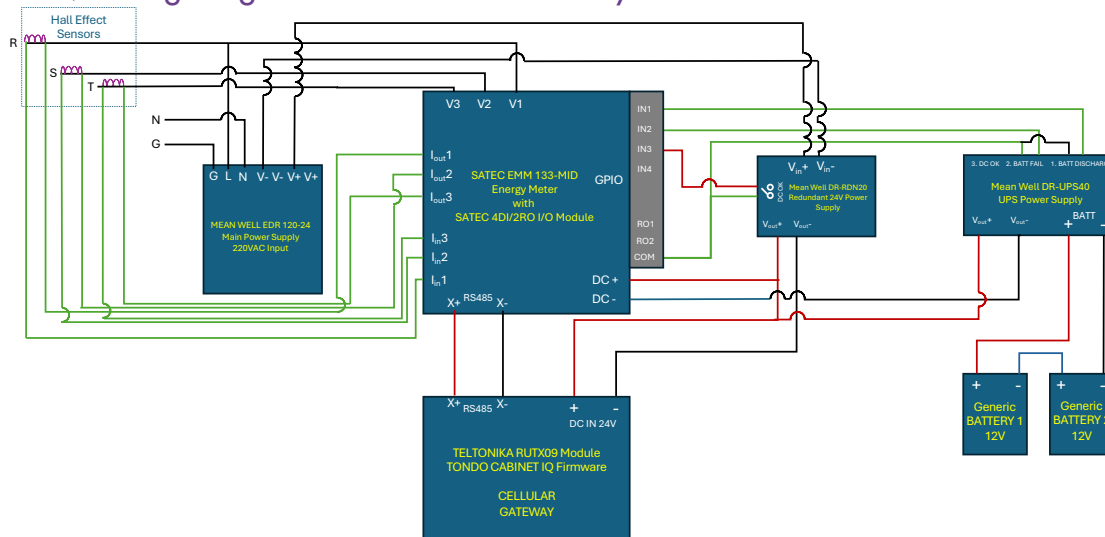 Hall Effect
Sensors
R
S
T
N
G
V3 V2 V1
G L N V- V- V+ V+
MEAN WELL EDR 120-24
Main Power Supply
220VAC Input
Iout1
Iout2
Iout3
Iin3
Iin2
Iin1
SATEC EMM 133-MID
Energy Meter
with
SATEC 4DI/2RO I/O Module
GPIO
DC +
DC -
X+ RS485 X-
IN1
IN2
IN3
IN4
RO1
RO2
COM
Vin+ Vin-
DC OK
Mean Well DR-RDN20
Redundant 24V Power
Supply
Vout+ Vout-
3. DC OK 2. BATT FAIL 1. BATT DISCHARG
Mean Well DR-UPS40
UPS Power Supply
Vout+ Vout- BATT
+ -
X+ RS485 X- + -
DC IN 24V
TELTONIKA RUTX09 Module
TONDO CABINET IQ Firmware
CELLULAR
GATEWAY
+ -
Generic
BATTERY 1
12V
+
Generic
BATTERY
12V